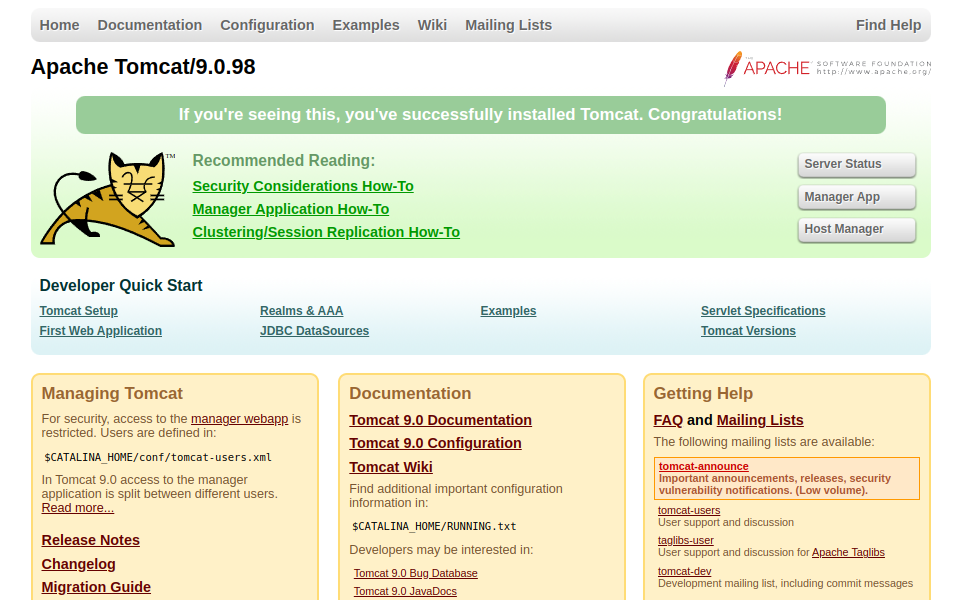 Home Documentation Configuration Examples Wiki Mailing Lists Find Help
Apache Tomcat/9.0.98
APACHE SOFTWARE FOUNDATION
http://www.apache.org/
If you're seeing this, you've successfully installed Tomcat. Congratulations!
TM
Recommended Reading:
Security Considerations How-To
Manager Application How-To
Clustering/Session Replication How-To
Server Status
Manager App
Host Manager
Developer Quick Start
Tomcat Setup
First Web Application
Realms & AAA
JDBC DataSources
Examples
Servlet Specifications
Tomcat Versions
Managing Tomcat
For security, access to the manager webapp is
restricted. Users are defined in:
$CATALINA_HOME/conf/tomcat-users.xml
In Tomcat 9.0 access to the manager
application is split between different users.
Read more...
Release Notes
Changelog
Migration Guide
Documentation
Tomcat 9.0 Documentation
Tomcat 9.0 Configuration
Tomcat Wiki
Find additional important configuration
information in:
$CATALINA_HOME/RUNNING.txt
Developers may be interested in:
Tomcat 9.0 Bug Database
Tomcat 9.0 JavaDocs
Getting Help
FAQ and Mailing Lists
The following mailing lists are available:
tomcat-announce
Important announcements, releases, security
vulnerability notifications. (Low volume).
tomcat-users
User support and discussion
taglibs-user
User support and discussion for Apache Taglibs
tomcat-dev
Development mailing list, including commit messages